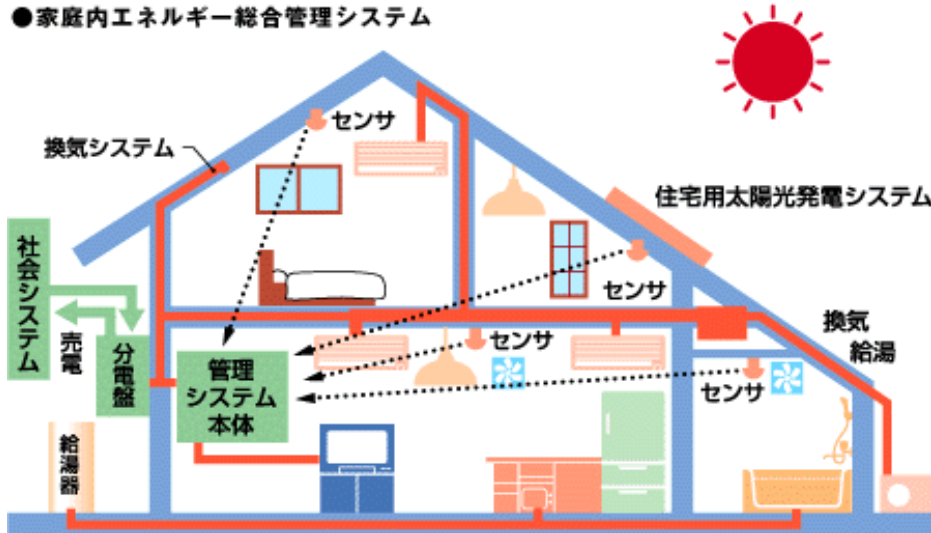 ●家庭内エネルギー総合管理システム
センサ
換気システム
住宅用太陽光発電システム
社会システム
センサ
売電
分電盤
管理
システム
本体
センサ
換気
給湯
センサ
給湯器